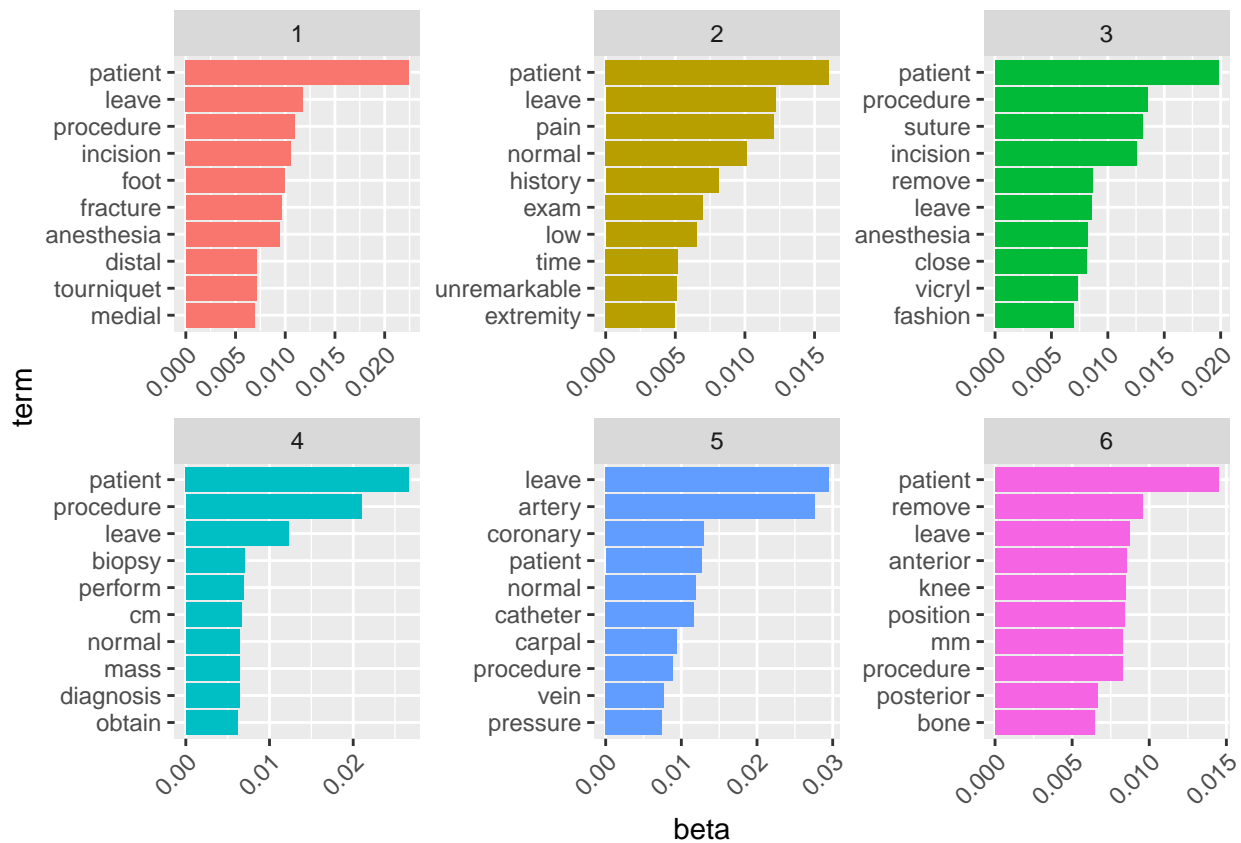 1
patient
leave
procedure
incision
foot
fracture
anesthesia
distal
tourniquet
medial
0.000 0.005 0.010 0.015 0.020
2
patient
leave
pain
normal
history
exam
low
time
unremarkable
extremity
0.000 0.005 0.010 0.015
3
patient
procedure
suture
incision
remove
leave
anesthesia
close
vicryl
fashion
0.000 0.005 0.010 0.015 0.020
term
4
patient
procedure
leave
biopsy
perform
cm
normal
mass
diagnosis
obtain
0.00 0.01 0.02
5
leave
artery
coronary
patient
normal
catheter
carpal
procedure
vein
pressure
0.00 0.01 0.02 0.03
6
patient
remove
leave
anterior
knee
position
mm
procedure
posterior
bone
0.000 0.005 0.010 0.015
beta